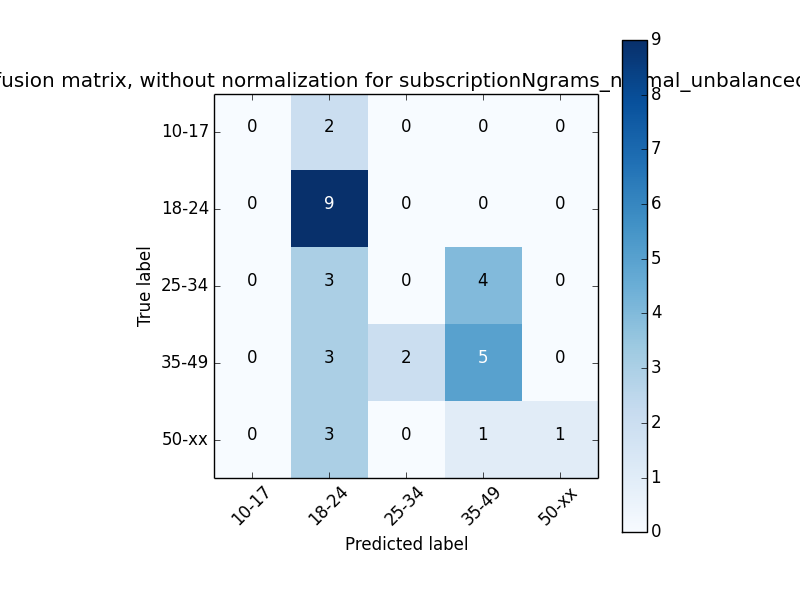 fusion matrix, without normalization for subscriptionNgrams_normal_unbalanced
9
8
7
6
5
4
3
2
1
0
True label
10-17 0 2 0 0 0
18-24 0 9 0 0 0
25-34 0 3 0 4 0
35-49 0 3 2 5 0
50-xx 0 3 0 1 1
10-17 18-24 25-34 35-49 50-xx
Predicted label